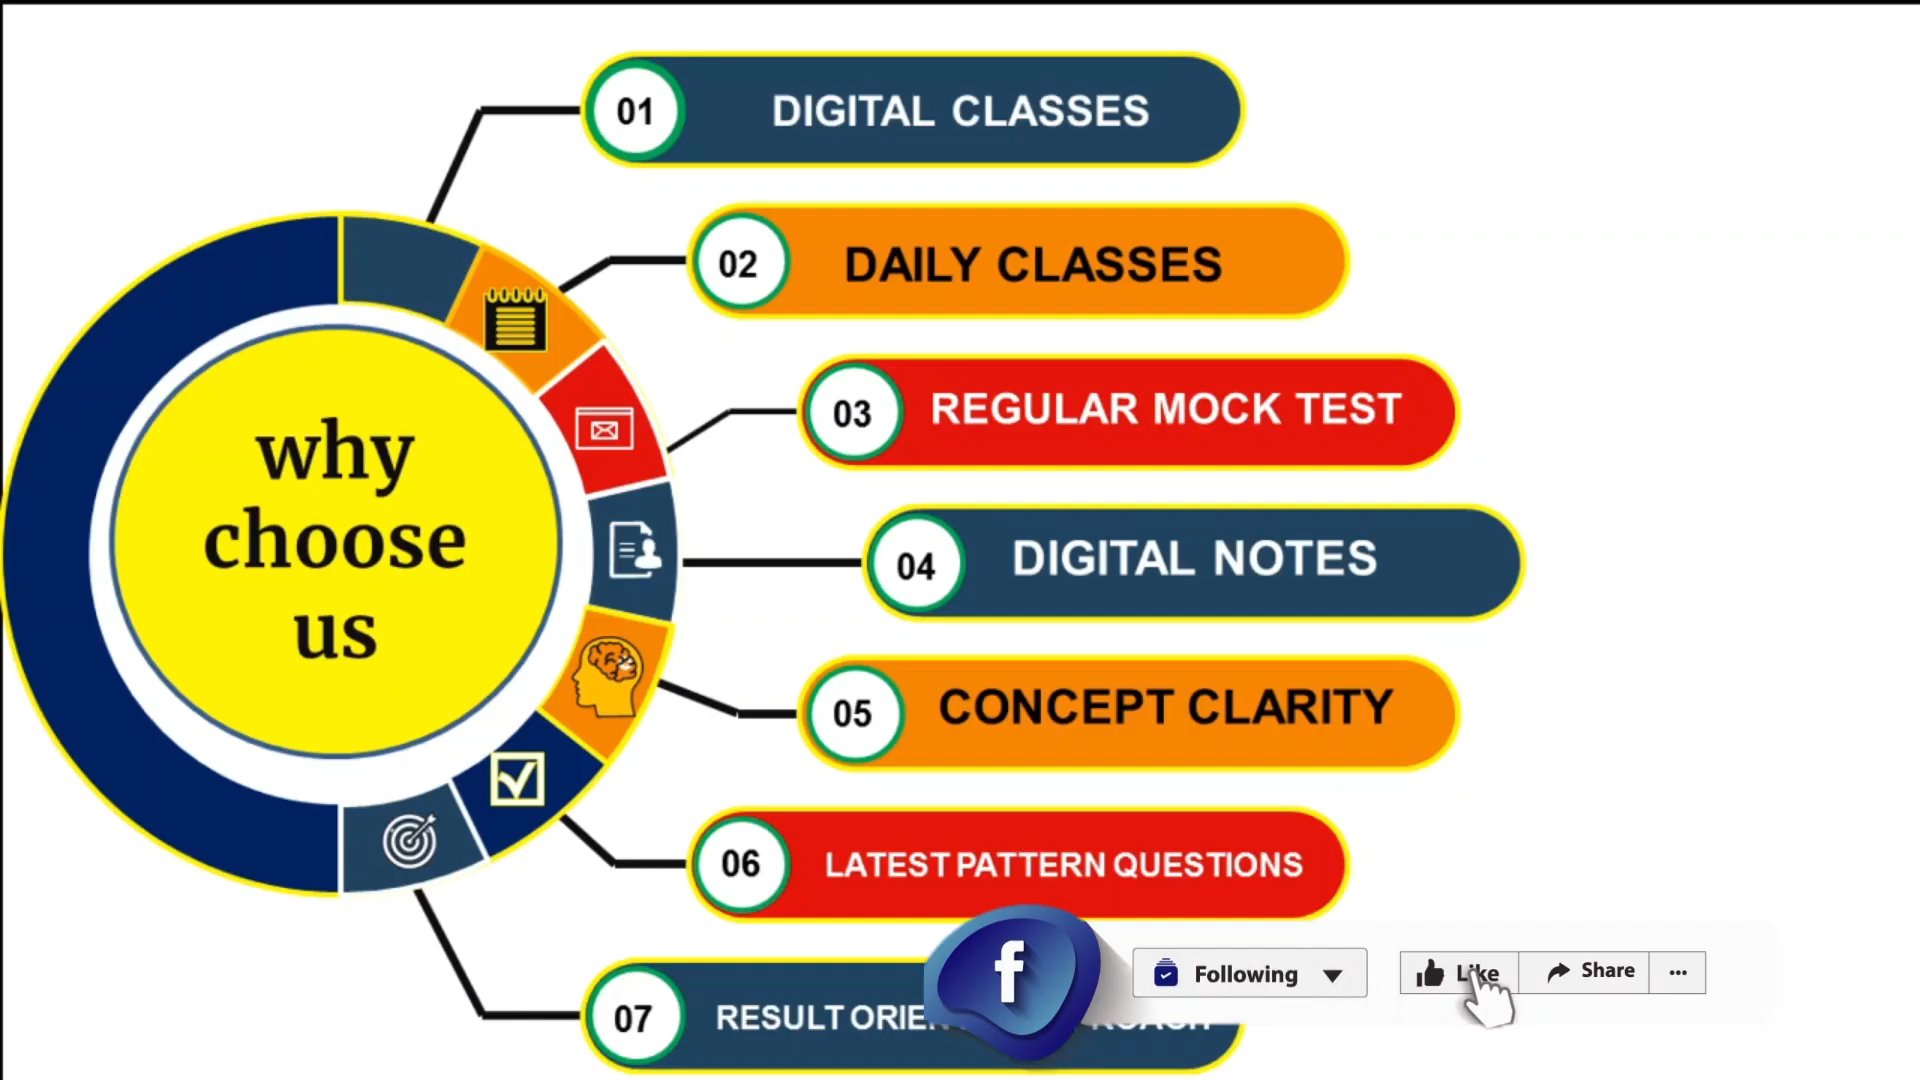 why
choose
us
01 DIGITAL CLASSES
02 DAILY CLASSES
03 REGULAR MOCK TEST
04 DIGITAL NOTES
05 CONCEPT CLARITY
06 LATEST PATTERN QUESTIONS
07 RESULT
f
Following
Like
Share